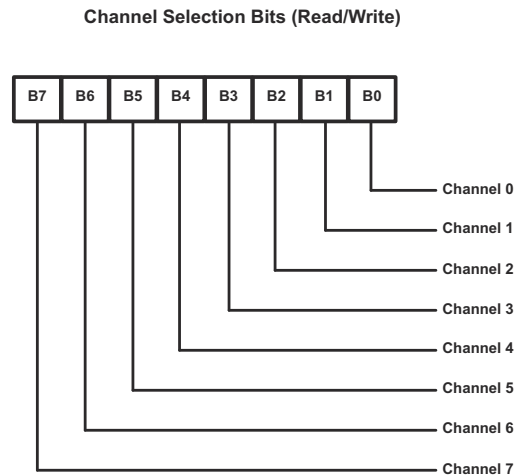 Channel Selection Bits (Read/Write)
B7 B6 B5 B4 B3 B2 B1 B0
Channel 0
Channel 1
Channel 2
Channel 3
Channel 4
Channel 5
Channel 6
Channel 7